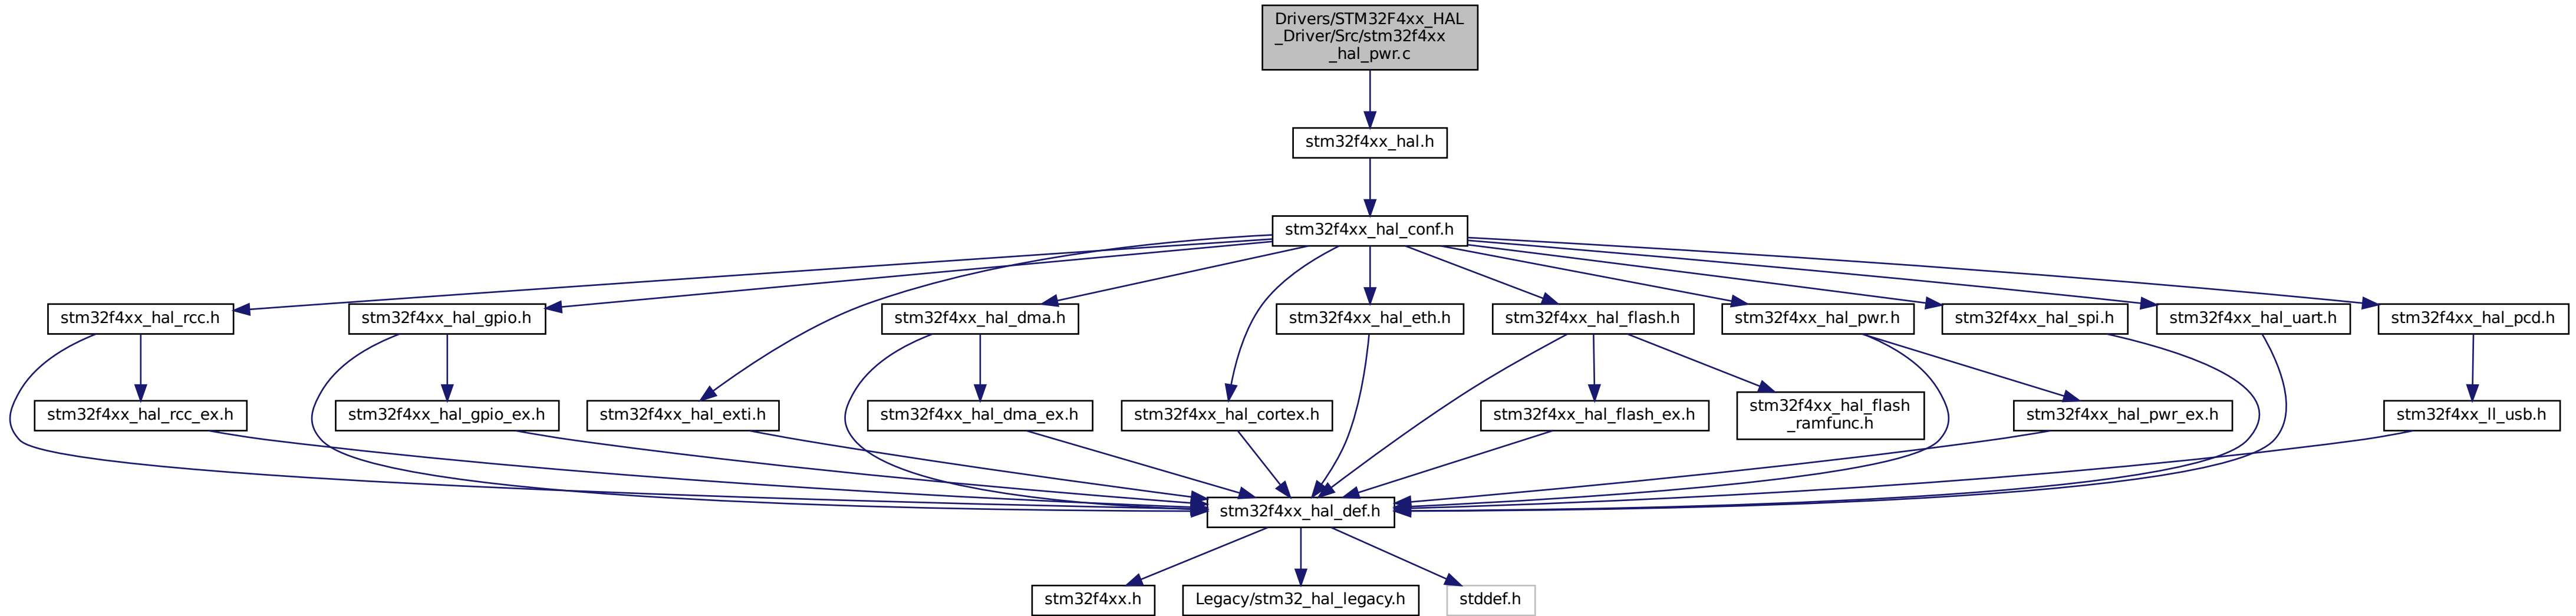 Drivers/STM32F4xx_HAL
_Driver/Src/stm32f4xx
_hal_pwr.c
stm32f4xx_hal.h
stm32f4xx_hal_conf.h
stm32f4xx_hal_rcc.h
stm32f4xx_hal_gpio.h
stm32f4xx_hal_dma.h
stm32f4xx_hal_eth.h
stm32f4xx_hal_flash.h
stm32f4xx_hal_pwr.h
stm32f4xx_hal_spi.h
stm32f4xx_hal_uart.h
stm32f4xx_hal_pcd.h
stm32f4xx_hal_rcc_ex.h
stm32f4xx_hal_gpio_ex.h
stm32f4xx_hal_exti.h
stm32f4xx_hal_dma_ex.h
stm32f4xx_hal_cortex.h
stm32f4xx_hal_flash_ex.h
stm32f4xx_hal_flash
_ramfunc.h
stm32f4xx_hal_pwr_ex.h
stm32f4xx_ll_usb.h
stm32f4xx_hal_def.h
stm32f4xx.h
Legacy/stm32_hal_legacy.h
stddef.h